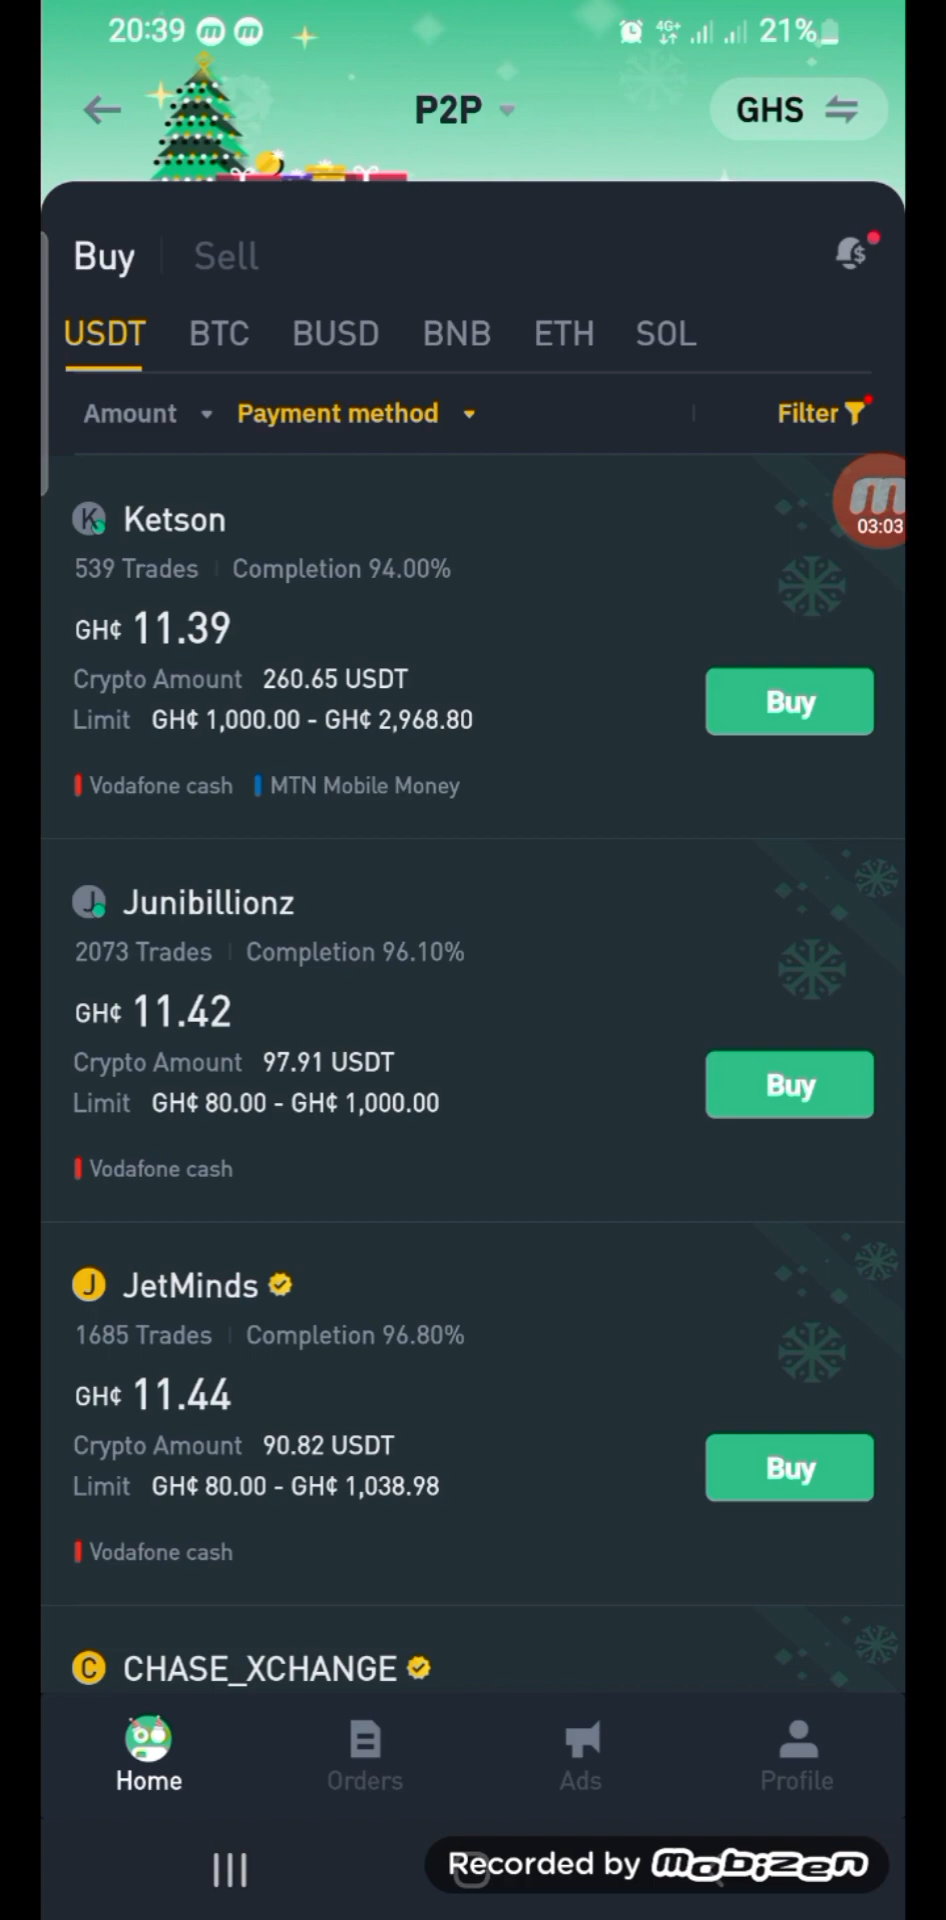 20:39 4G+ 21%
P2P GHS
Buy Sell
USDT BTC BUSD BNB ETH SOL
Amount Payment method Filter
m
03:03
K Ketson
539 Trades Completion 94.00%
GH¢ 11.39
Crypto Amount 260.65 USDT
Limit GH¢ 1,000.00 - GH¢ 2,968.80
Buy
Vodafone cash MTN Mobile Money
J Junibillionz
2073 Trades Completion 96.10%
GH¢ 11.42
Crypto Amount 97.91 USDT
Limit GH¢ 80.00 - GH¢ 1,000.00
Buy
Vodafone cash
J JetMinds
1685 Trades Completion 96.80%
GH¢ 11.44
Crypto Amount 90.82 USDT
Limit GH¢ 80.00 - GH¢ 1,038.98
Buy
Vodafone cash
C CHASE_XCHANGE
Home Orders Ads Profile
Recorded by mobizen